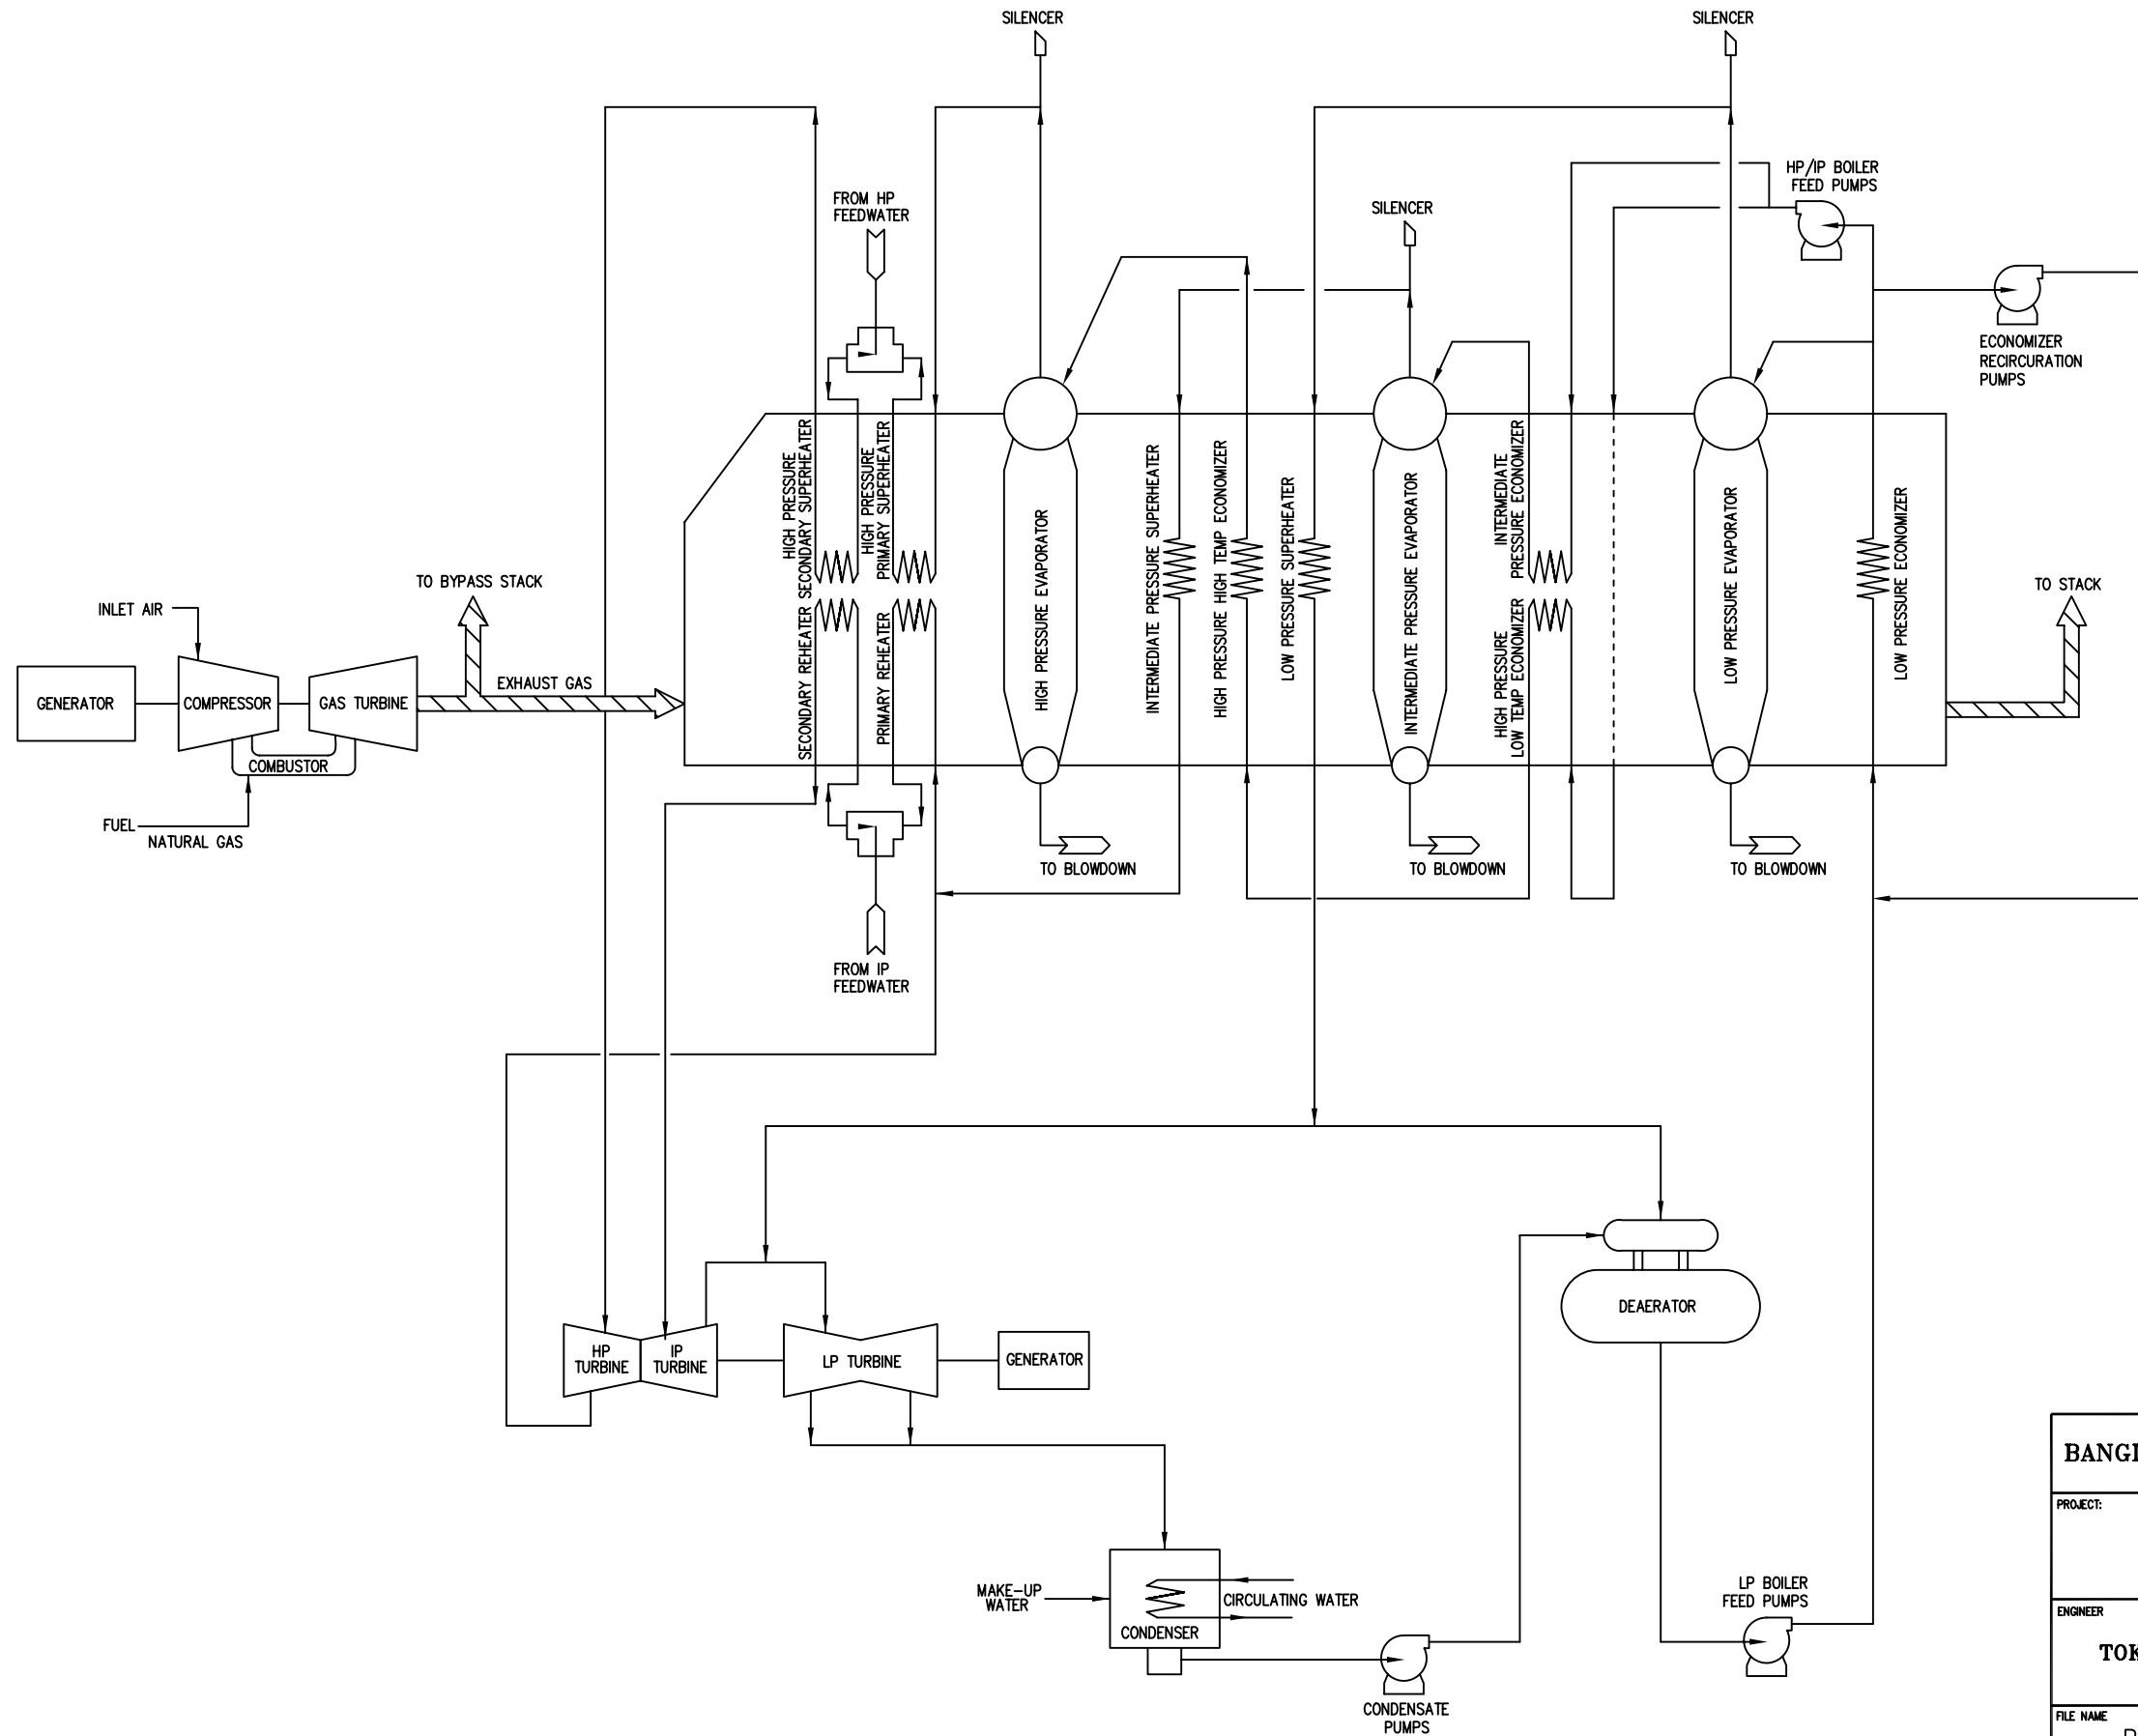 SILENCER
SILENCER
HP/IP BOILER
FEED PUMPS
FROM HP
FEEDWATER
SILENCER
ECONOMIZER
RECIRCURATION
PUMPS
HIGH PRESSURE
SECONDARY SUPERHEATER
HIGH PRESSURE
PRIMARY SUPERHEATER
SECONDARY REHEATER
PRIMARY REHEATER
HIGH PRESSURE EVAPORATOR
INTERMEDIATE PRESSURE SUPERHEATER
HIGH PRESSURE HIGH TEMP ECONOMIZER
LOW PRESSURE SUPERHEATER
INTERMEDIATE PRESSURE EVAPORATOR
INTERMEDIATE
PRESSURE ECONOMIZER
HIGH PRESSURE
LOW TEMP ECONOMIZER
LOW PRESSURE EVAPORATOR
LOW PRESSURE ECONOMIZER
TO BYPASS STACK
TO STACK
INLET AIR
EXHAUST GAS
GENERATOR
COMPRESSOR
GAS TURBINE
COMBUSTOR
FUEL
NATURAL GAS
TO BLOWDOWN
TO BLOWDOWN
TO BLOWDOWN
FROM IP
FEEDWATER
DEAERATOR
HP
TURBINE
IP
TURBINE
LP TURBINE
GENERATOR
MAKE-UP
WATER
CIRCULATING WATER
CONDENSER
CONDENSATE
PUMPS
LP BOILER
FEED PUMPS
PROJECT:
ENGINEER
TOK
FILE NAME